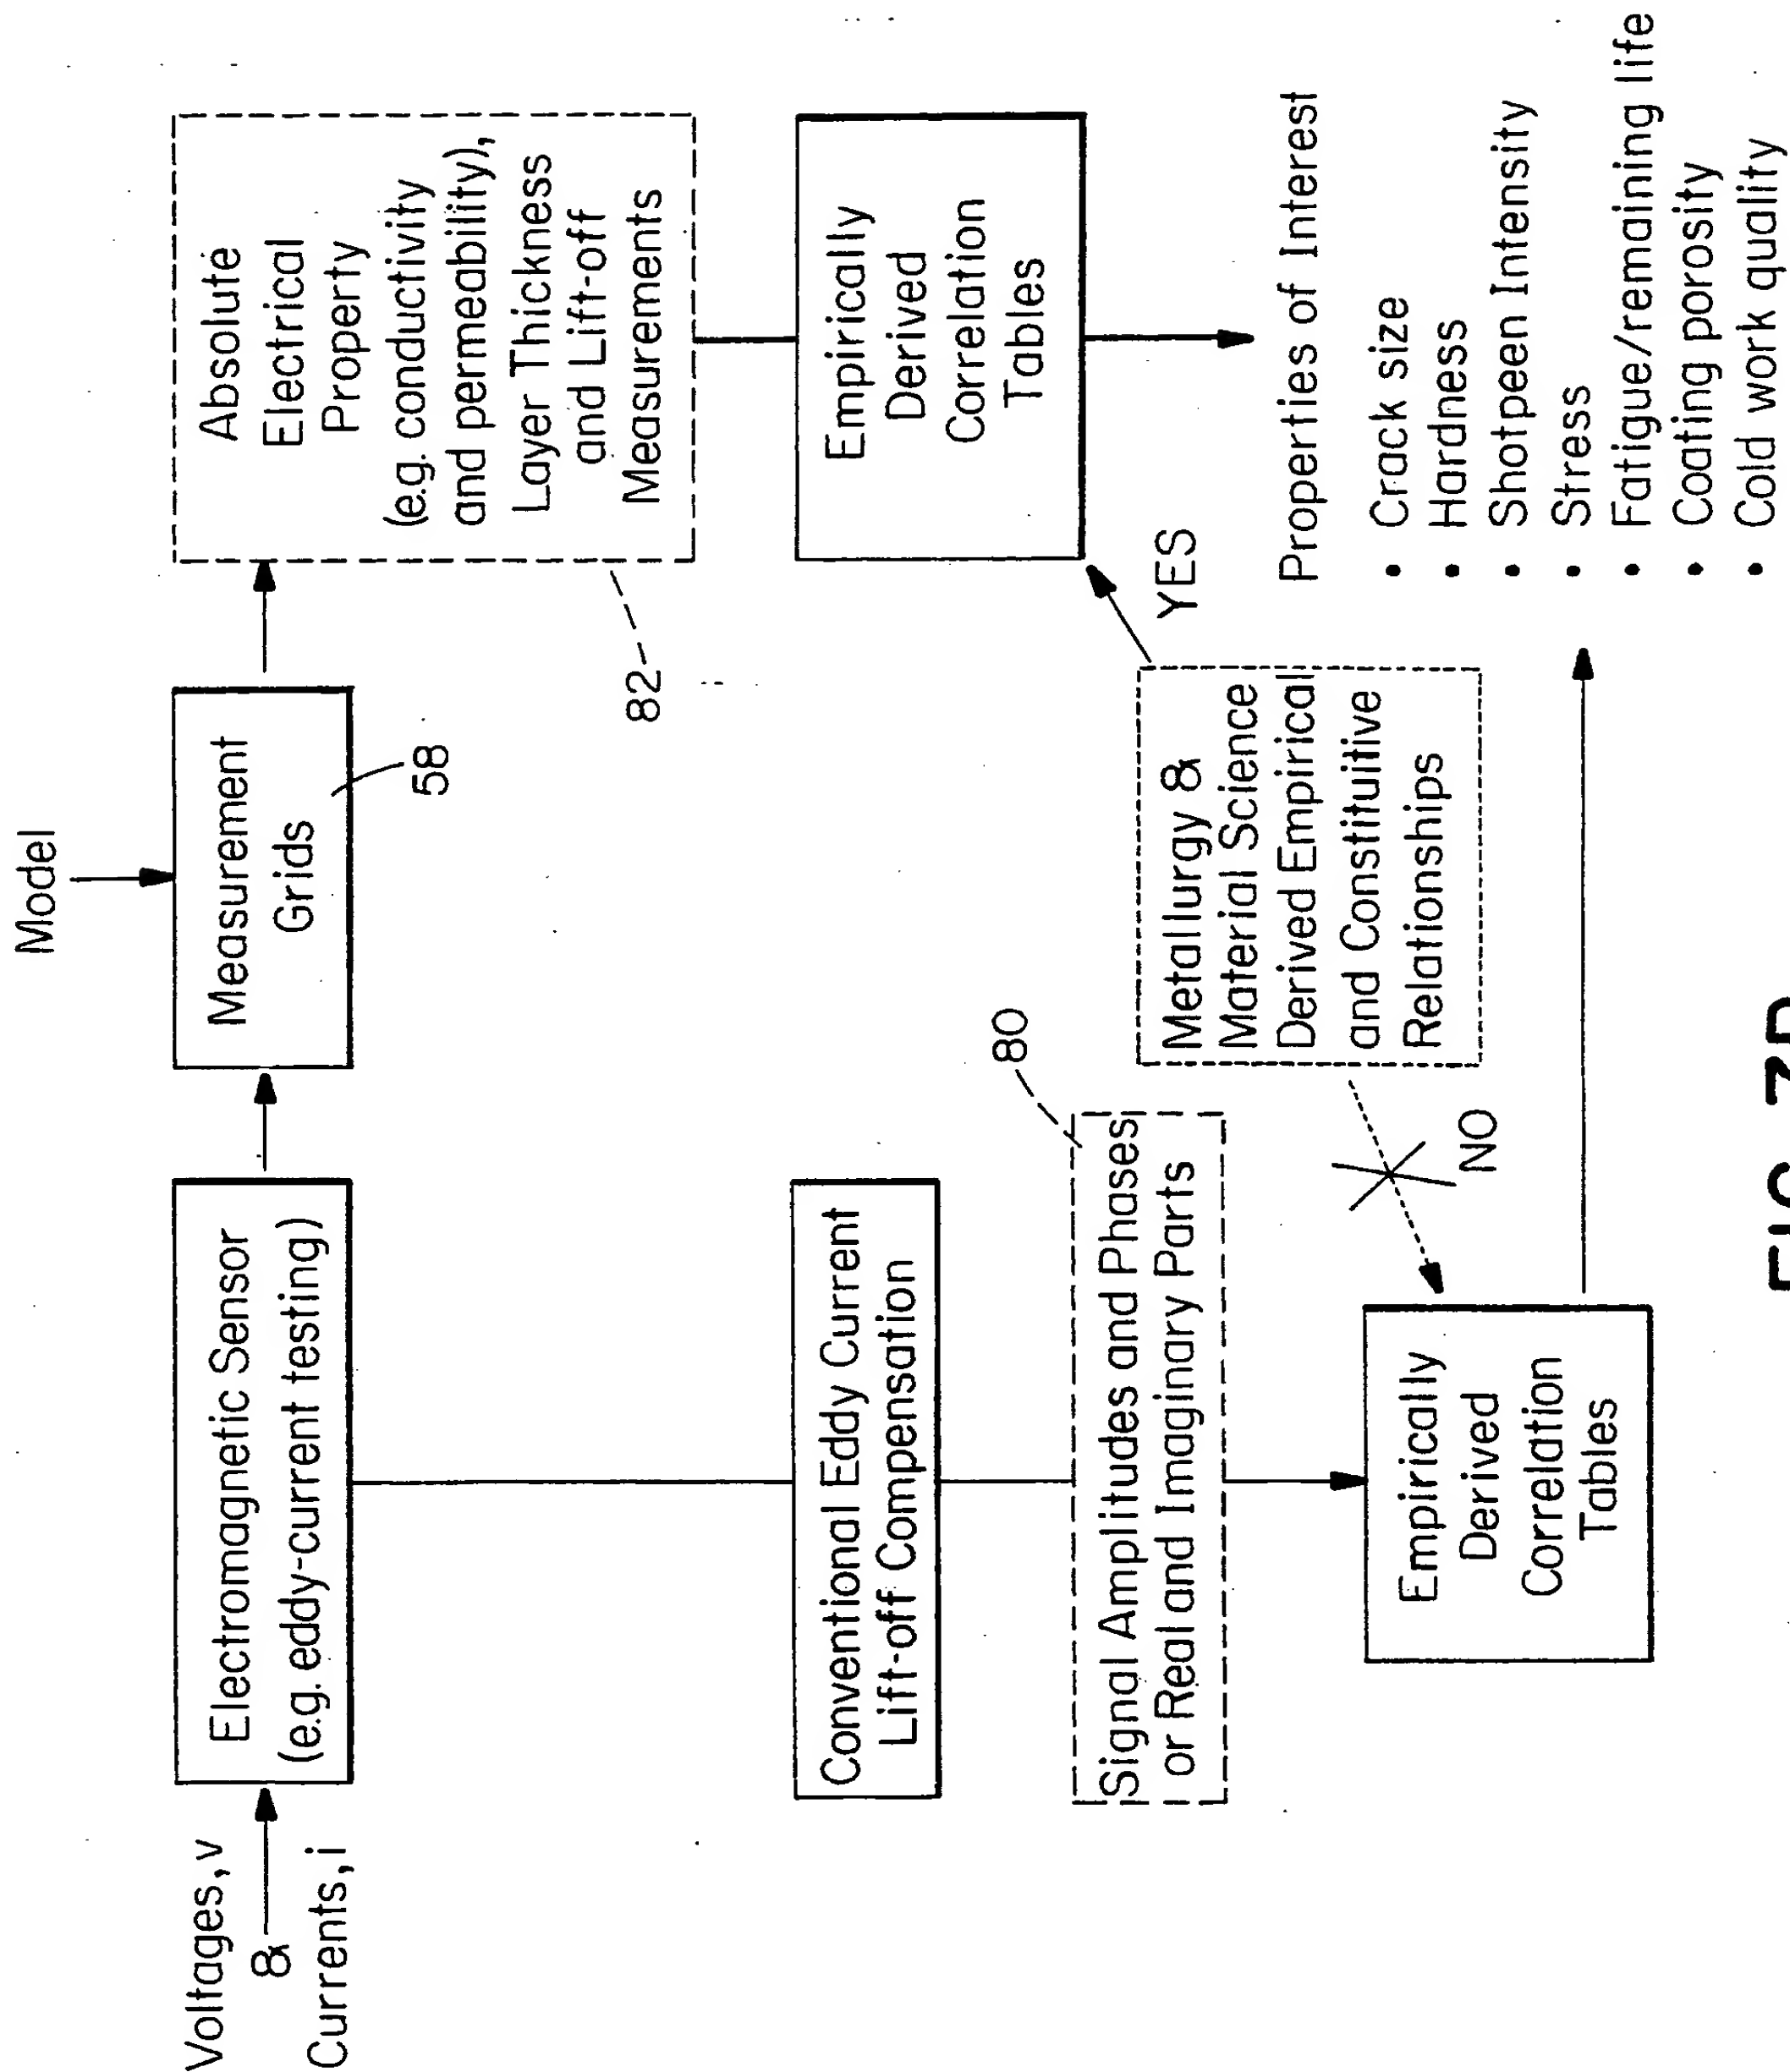 Model
Voltages,v
&
Currents,i
Electromagnetic Sensor
(e.g. eddy-current testing)
Measurement
Grids
58
Absolute
Electrical
Property
(e.g. conductivity
and permeability),
Layer Thickness
and Lift-off
Measurements
82
Conventional Eddy Current
Lift-off Compensation
Empirically
Derived
Correlation
Tables
80
Signal Amplitudes and Phases
or Real and Imaginary Parts
Metallurgy &
Material Science
Derived Empirical
and Constituitive
Relationships
YES
NO
Empirically
Derived
Correlation
Tables
Properties of Interest
• Crack size
• Hardness
• Shotpeen Intensity
• Stress
• Fatigue/remaining life
• Coating porosity
• Cold work quality